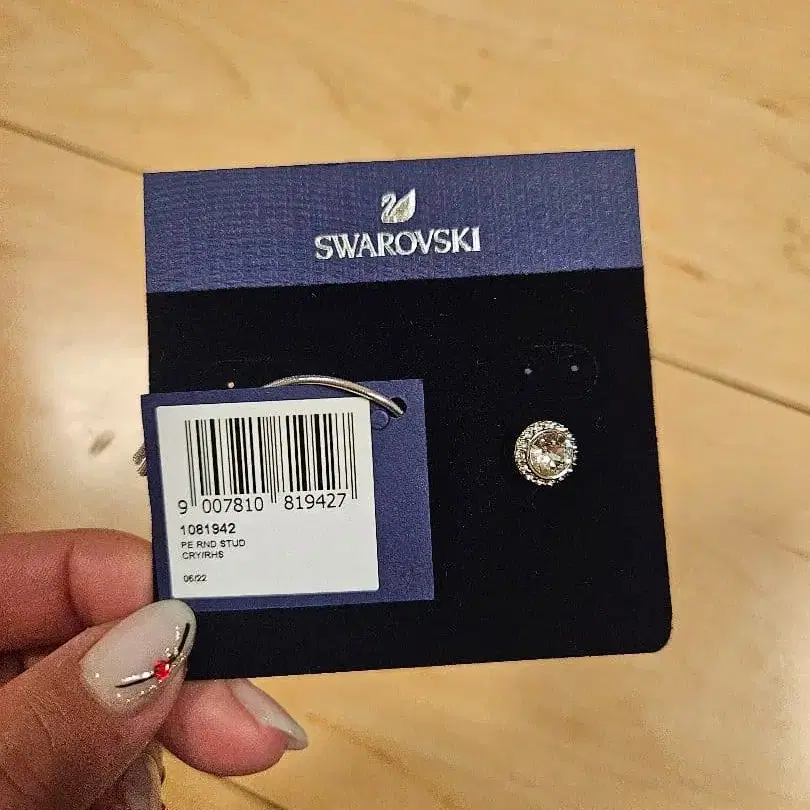 SWAROVSKI
9 007810 819427
1081942
PE RND STUD
CRY/RHS
06/22